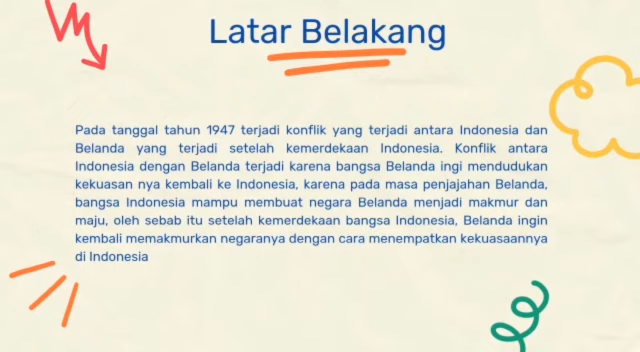 Latar Belakang
Pada tanggal tahun 1947 terjadi konflik yang terjadi antara Indonesia dan
Belanda yang terjadi setelah kemerdekaan Indonesia. Konflik antara
Indonesia dengan Belanda terjadi karena bangsa Belanda ingi mendudukan
kekuasan nya kembali ke Indonesia, karena pada masa penjajahan Belanda,
bangsa Indonesia mampu membuat negara Belanda menjadi makmur dan
maju, oleh sebab itu setelah kemerdekaan bangsa Indonesia, Belanda ingin
kembali memakmurkan negaranya dengan cara menempatkan kekuasaannya
di Indonesia